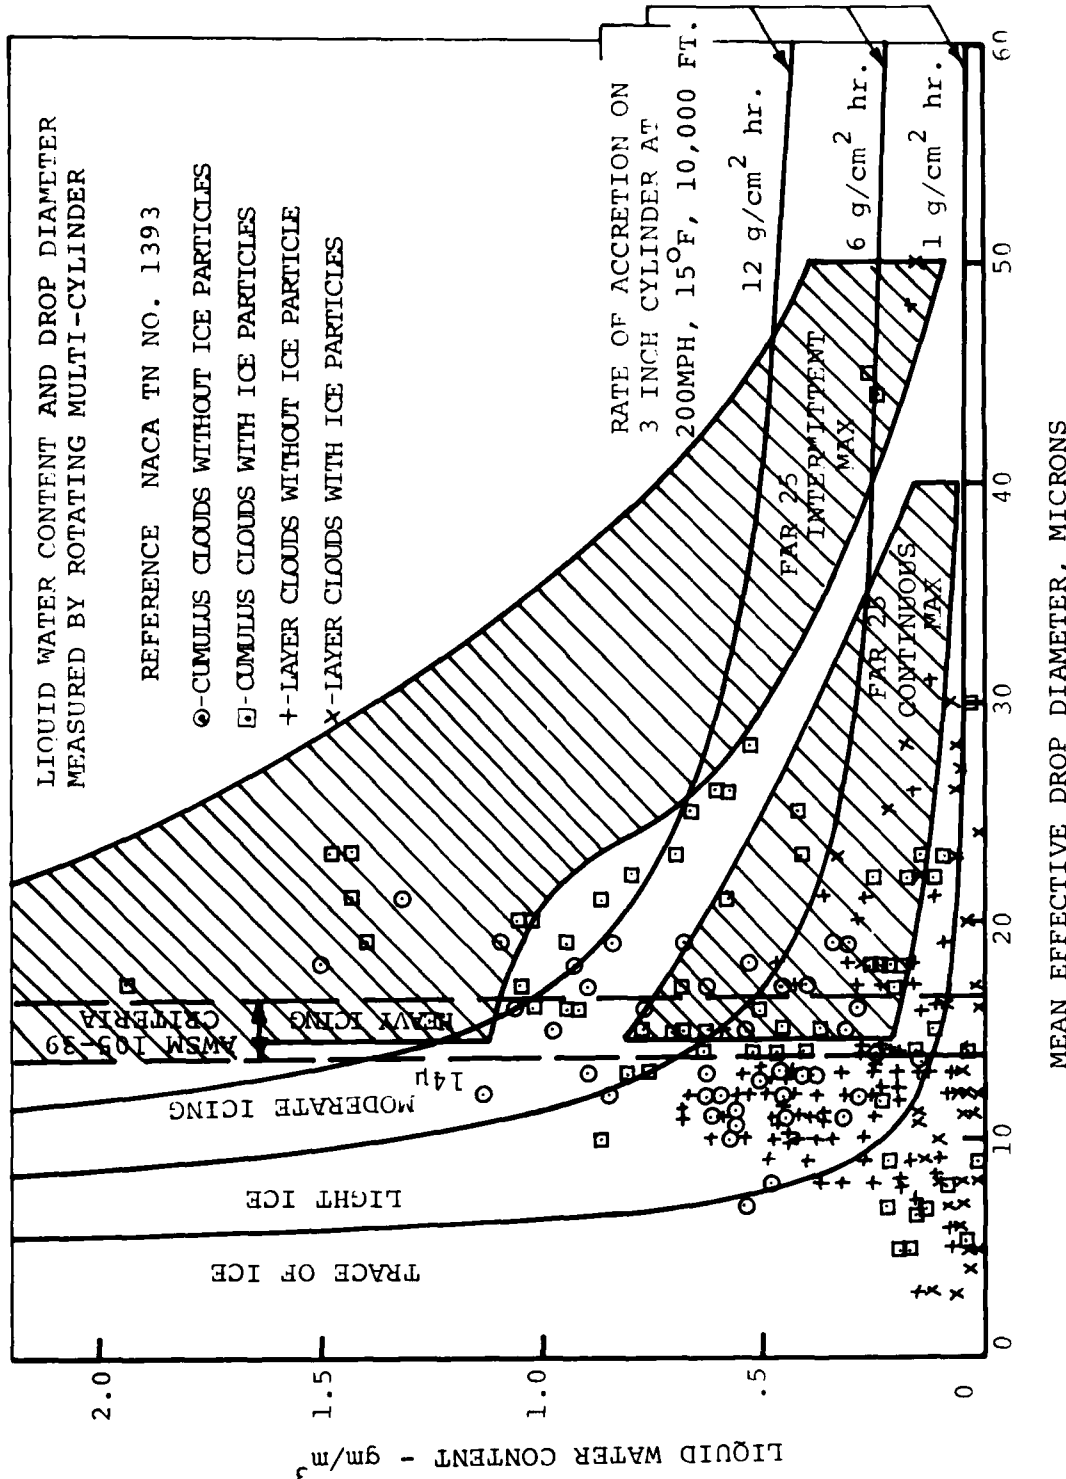 LIQUID WATER CONTENT AND DROP DIAMETER
MEASURED BY ROTATING MULTI-CYLINDER
REFERENCE NACA TN NO. 1393
⊙-CUMULUS CLOUDS WITHOUT ICE PARTICLES
⊡-CUMULUS CLOUDS WITH ICE PARTICLES
+-LAYER CLOUDS WITHOUT ICE PARTICLE
x-LAYER CLOUDS WITH ICE PARTICLES
RATE OF ACCRETION ON
3 INCH CYLINDER AT
200MPH, 15°F, 10,000 FT.
12 g/cm² hr.
6 g/cm² hr.
1 g/cm² hr.
FAR 25
INTERMITTENT
MAX
FAR 25
CONTINUOUS
MAX
AWSM 105-39
CRITERIA
HEAVY ICING
14μ
MODERATE ICING
LIGHT ICE
TRACE OF ICE
2.0
1.5
1.0
.5
0
LIQUID WATER CONTENT - gm/m³
0
10
20
30
40
50
60
MEAN EFFECTIVE DROP DIAMETER, MICRONS